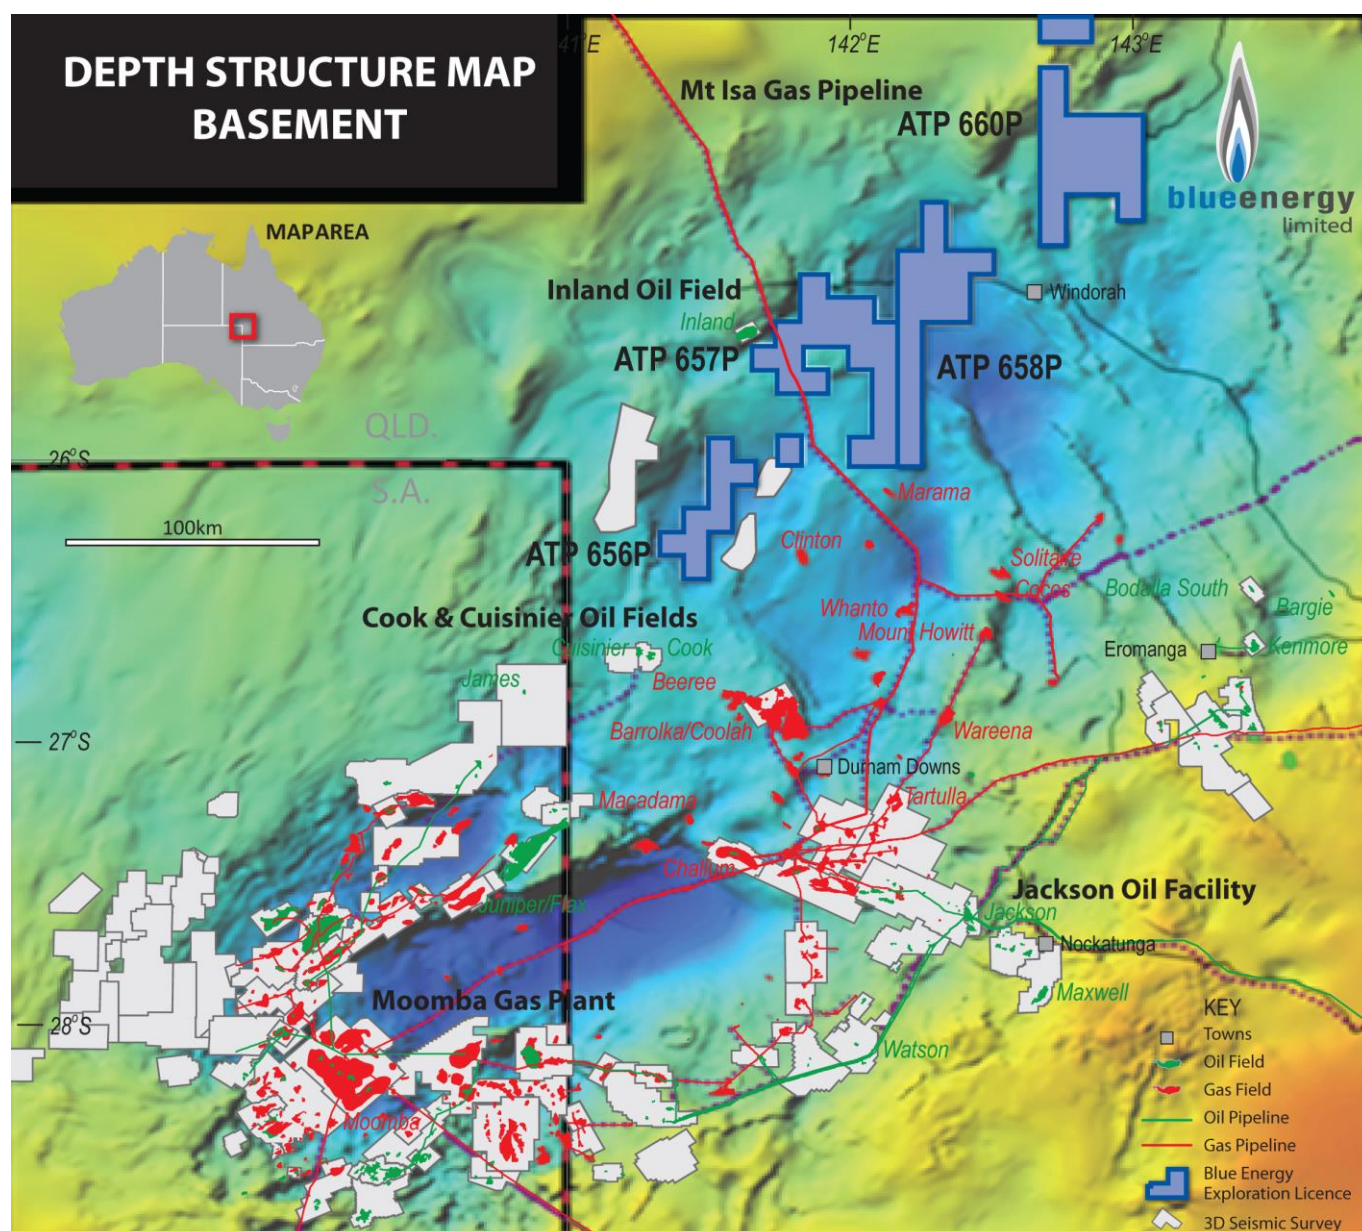 DEPTH STRUCTURE MAP
BASEMENT
41°E
142°E
143°E
Mt Isa Gas Pipeline
ATP 660P
blueenergy
limited
MAPAREA
Inland Oil Field
Inland
Windorah
ATP 657P
ATP 658P
QLD.
26°S
S.A.
100km
Marama
ATP 656P
Clinton
Solitaire
Cocos
Bodalla South
Bargie
Whanto
Mount Howitt
Cook & Cuisinier Oil Fields
Cuisinier
Cook
Eromanga
Kenmore
James
Beeree
Barrolka/Coolah
Wareena
27°S
Durham Downs
Macadama
Tartulla
Challum
Juniper/Flax
Jackson Oil Facility
Jackson
Nockatunga
Moomba Gas Plant
Maxwell
28°S
Watson
Moomba
KEY
Towns
Oil Field
Gas Field
Oil Pipeline
Gas Pipeline
Blue Energy
Exploration Licence
3D Seismic Survey